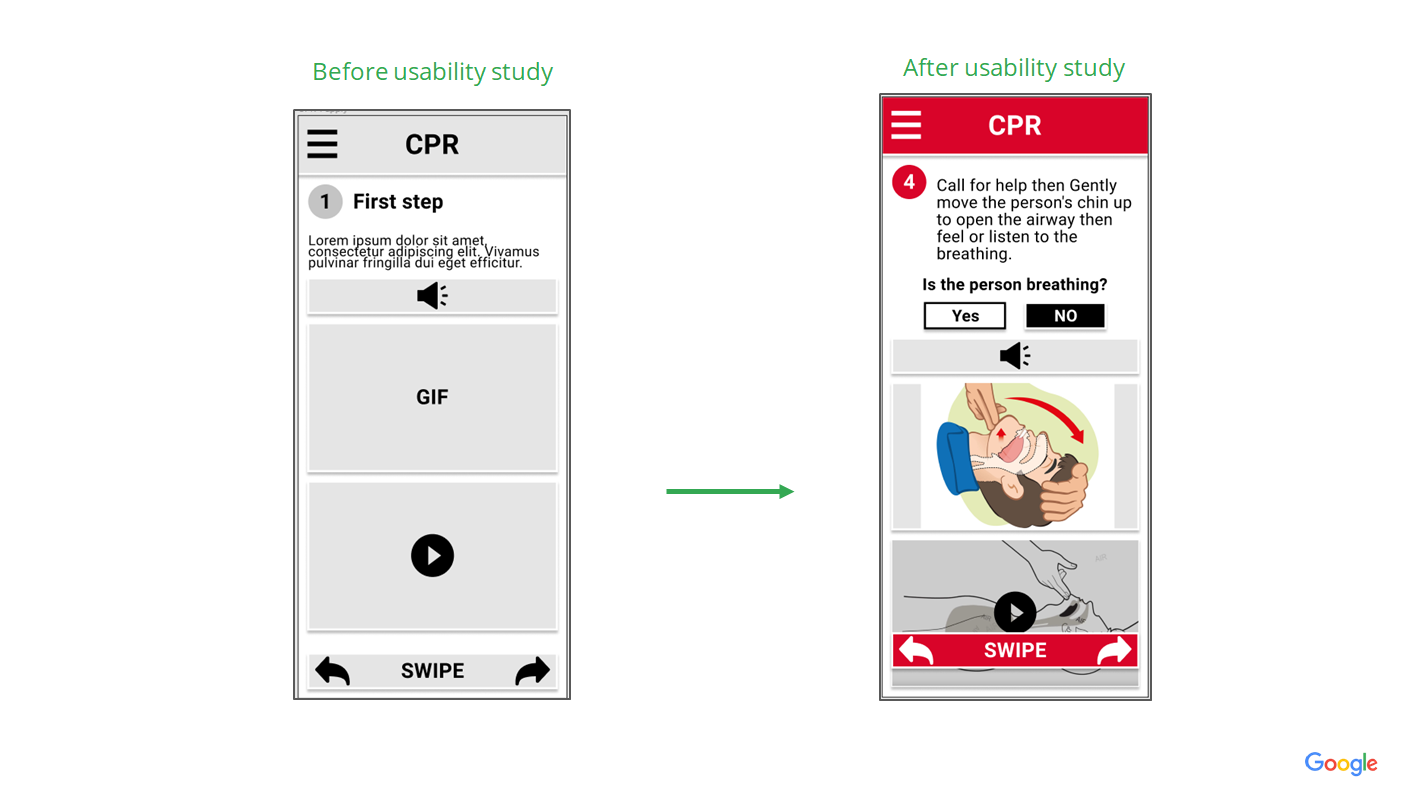 Before usability study
After usability study
CPR
1 First step
Lorem ipsum dolor sit amet,
consectetur adipiscing elit. Vivamus
pulvinar fringilla dui eget efficitur.
GIF
SWIPE
CPR
4 Call for help then Gently
move the person's chin up
to open the airway then
feel or listen to the
breathing.
Is the person breathing?
Yes NO
SWIPE
Google